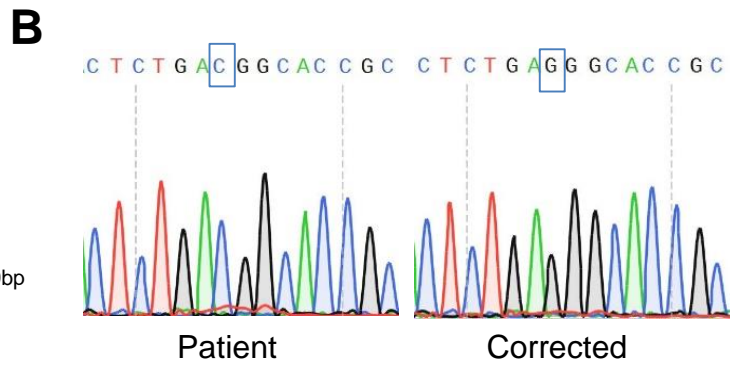 B
C T C T G A C G G C A C C G C
C T C T G A G G G C A C C G C
bp
Patient
Corrected